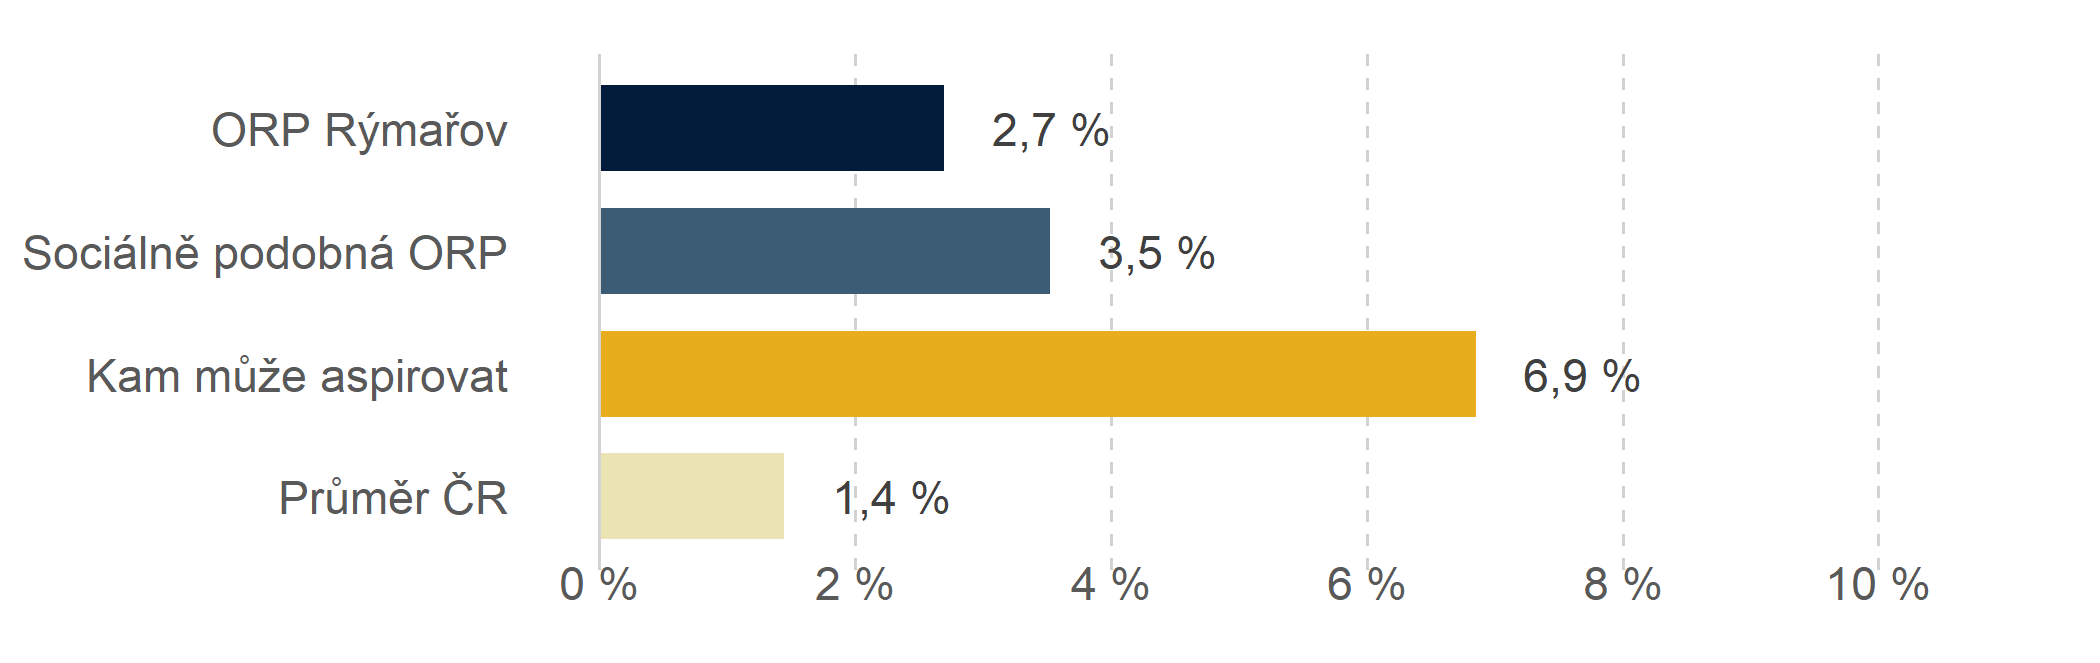 ORP Rýmařov
2,7 %
Sociálně podobná ORP
3,5 %
Kam může aspirovat
6,9 %
Průměr ČR
1,4 %
0 % 2 % 4 % 6 % 8 % 10 %